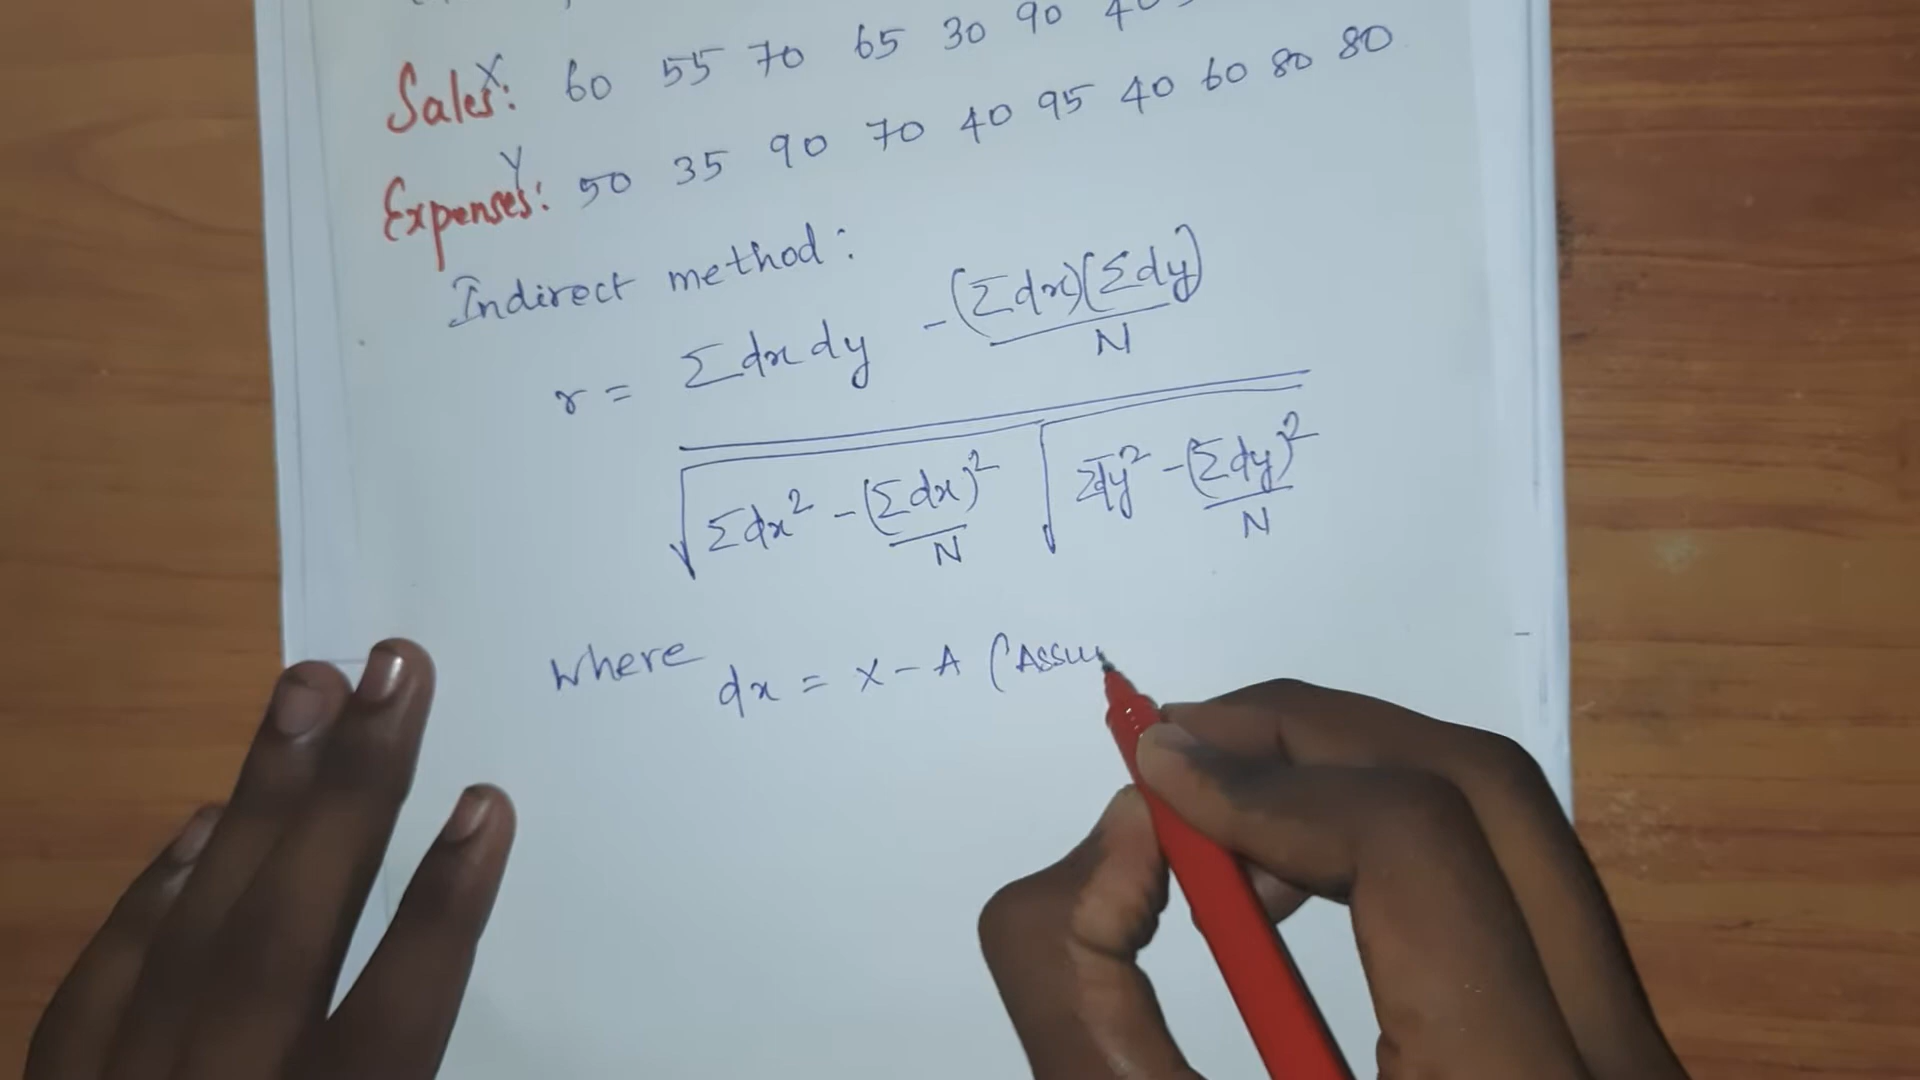 Sales: X 60 55 70 65 30 90 40
Expenses: Y 50 35 90 70 40 95 40 60 80 80
Indirect method:
r = Σdxdy - (Σdx)(Σdy)
N
√Σdx² - (Σdx)² √Σdy² - (Σdy)²
N N
Where
dx = X - A (Assu